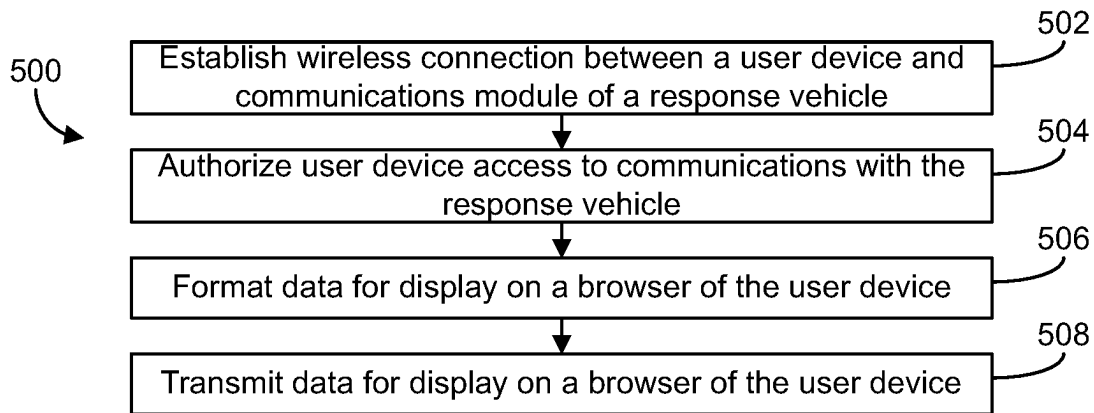 502
Establish wireless connection between a user device and
communications module of a response vehicle
500
504
Authorize user device access to communications with the
response vehicle
506
Format data for display on a browser of the user device
508
Transmit data for display on a browser of the user device